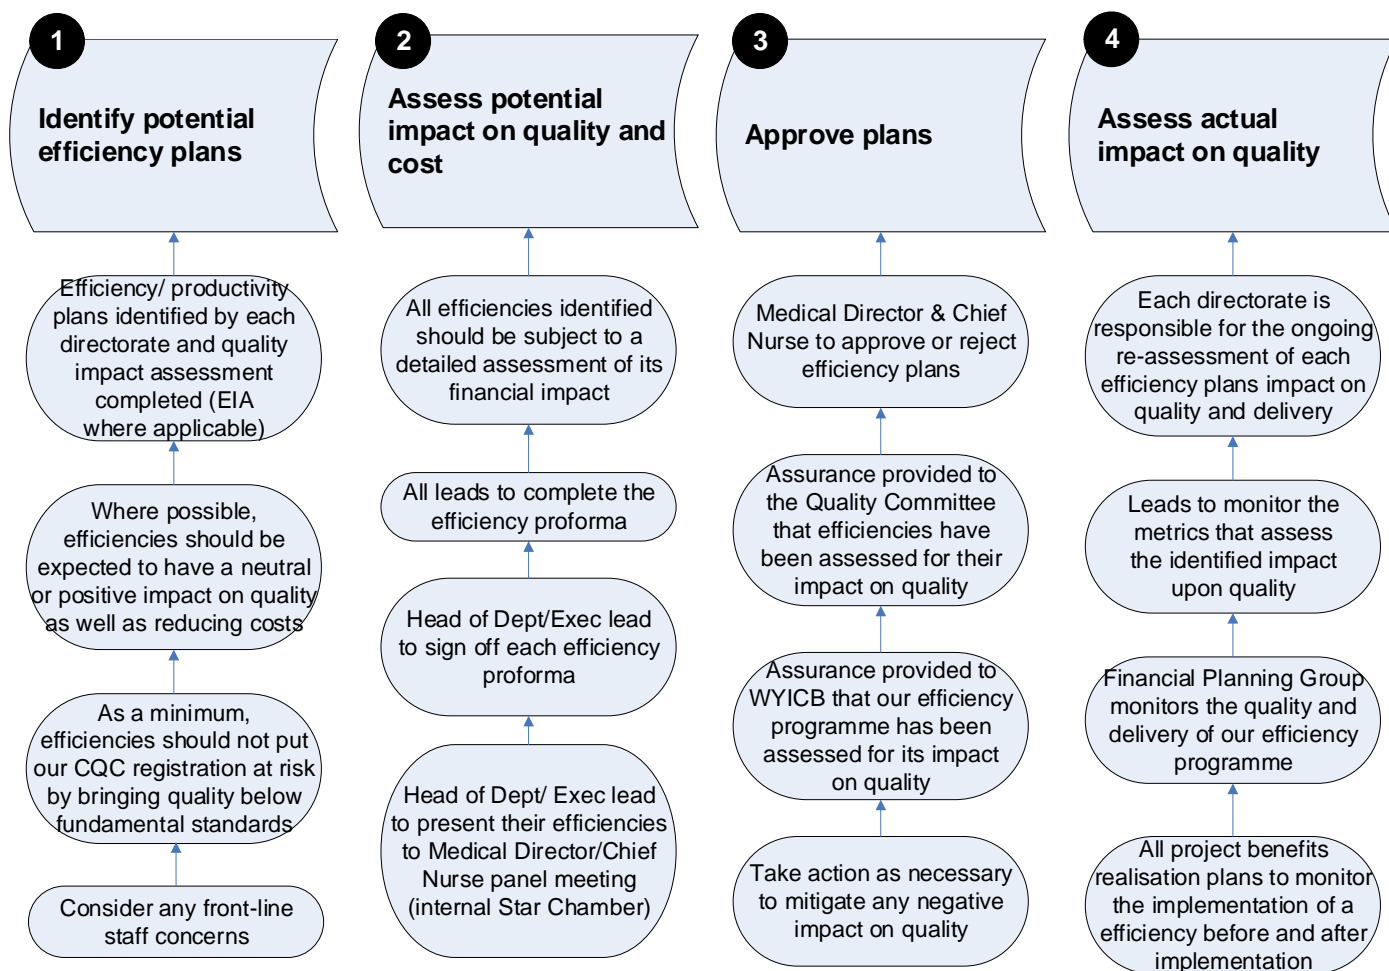 1
Identify potential
efficiency plans
Efficiency/ productivity
plans identified by each
directorate and quality
impact assessment
completed (EIA
where applicable)
Where possible,
efficiencies should be
expected to have a neutral
or positive impact on quality
as well as reducing costs
As a minimum,
efficiencies should not put
our CQC registration at risk
by bringing quality below
fundamental standards
Consider any front-line
staff concerns
2
Assess potential
impact on quality and
cost
All efficiencies identified
should be subject to a
detailed assessment of its
financial impact
All leads to complete the
efficiency proforma
Head of Dept/Exec lead
to sign off each efficiency
proforma
Head of Dept/ Exec lead
to present their efficiencies
to Medical Director/Chief
Nurse panel meeting
(internal Star Chamber)
3
Approve plans
Medical Director & Chief
Nurse to approve or reject
efficiency plans
Assurance provided to
the Quality Committee
that efficiencies have
been assessed for their
impact on quality
Assurance provided to
WYICB that our efficiency
programme has been
assessed for its impact
on quality
Take action as necessary
to mitigate any negative
impact on quality
4
Assess actual
impact on quality
Each directorate is
responsible for the ongoing
re-assessment of each
efficiency plans impact on
quality and delivery
Leads to monitor the
metrics that assess
the identified impact
upon quality
Financial Planning Group
monitors the quality and
delivery of our efficiency
programme
All project benefits
realisation plans to monitor
the implementation of a
efficiency before and after
implementation